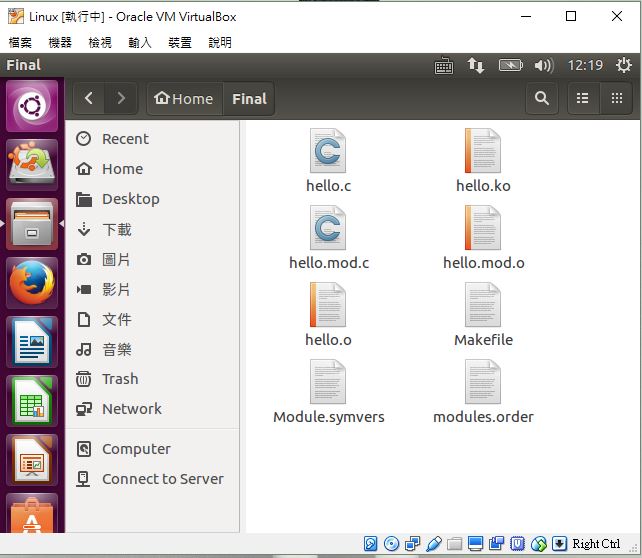 Linux [執行中] - Oracle VM VirtualBox
檔案 機器 檢視 輸入 裝置 說明
Final 12:19
Home Final
Recent
Home
Desktop
下載
圖片
影片
文件
音樂
Trash
Network
Computer
Connect to Server
hello.c hello.ko
hello.mod.c hello.mod.o
hello.o Makefile
Module.symvers modules.order
Right Ctrl